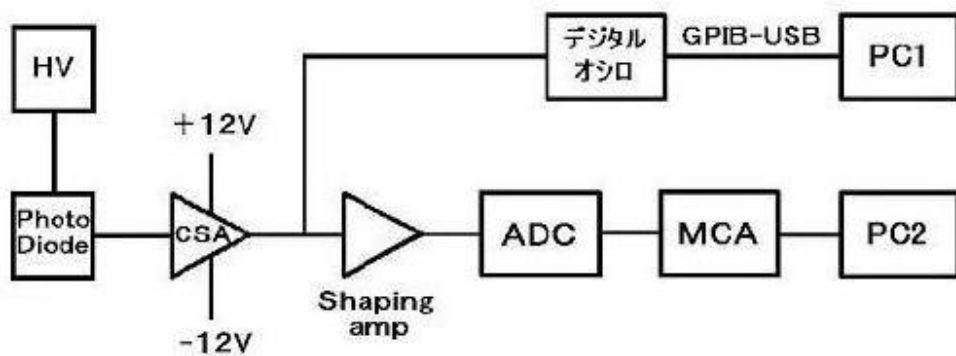 HV
デジタル
オシロ
GPIB-USB
PC1
+12V
Photo
Diode
CSA
ADC
MCA
PC2
Shaping
amp
-12V